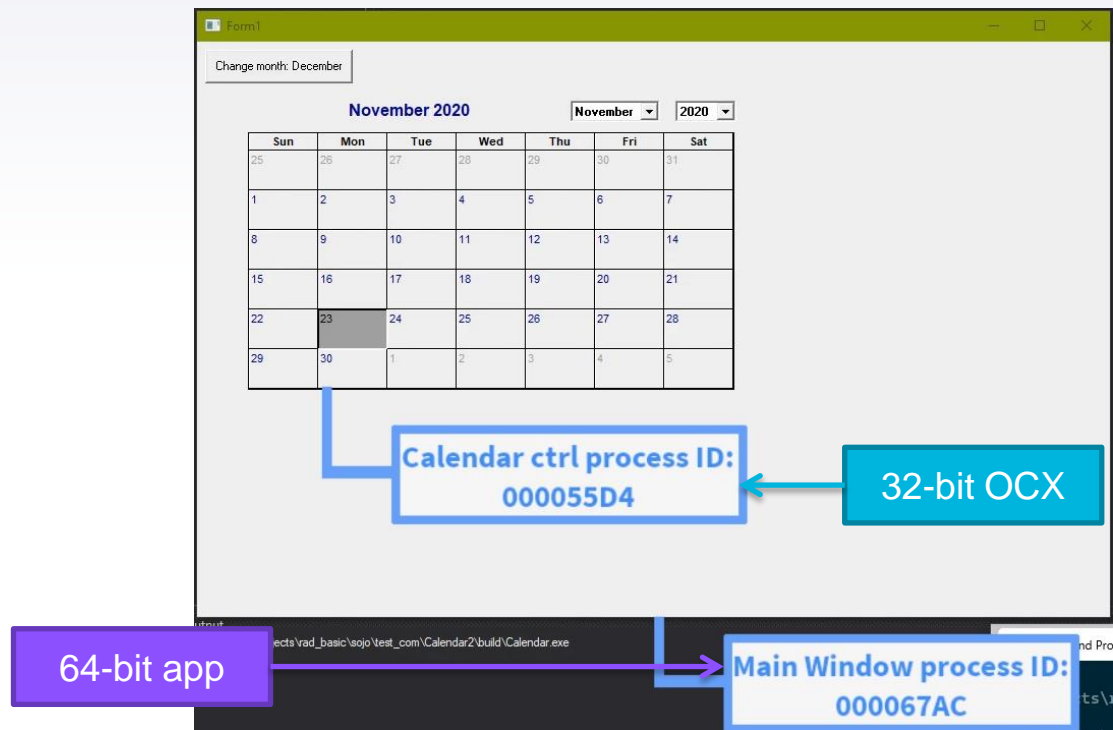 Form1
Change month: December
November 2020 November 2020
Sun Mon Tue Wed Thu Fri Sat
25 26 27 28 29 30 31
1 2 3 4 5 6 7
8 9 10 11 12 13 14
15 16 17 18 19 20 21
22 23 24 25 26 27 28
29 30 1 2 3 4 5
Calendar ctrl process ID:
000055D4
32-bit OCX
ects\rad_basic\sojo\test_com\Calendar2\build\Calendar.exe
nd Pro
64-bit app
Main Window process ID:
000067AC